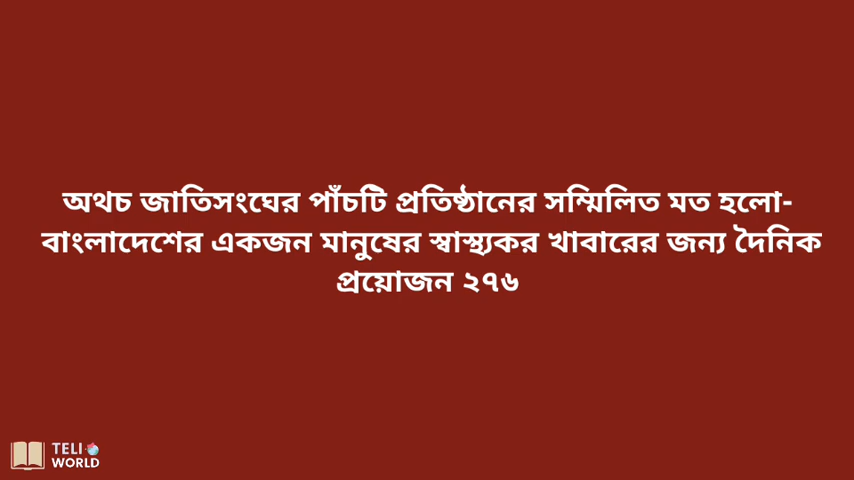 অথচ জাতিসংঘের পাঁচটি প্রতিষ্ঠানের সম্মিলিত মত হলো-
বাংলাদেশের একজন মানুষের স্বাস্থ্যকর খাবারের জন্য দৈনিক
প্রয়োজন ২৭৬
TELI
WORLD